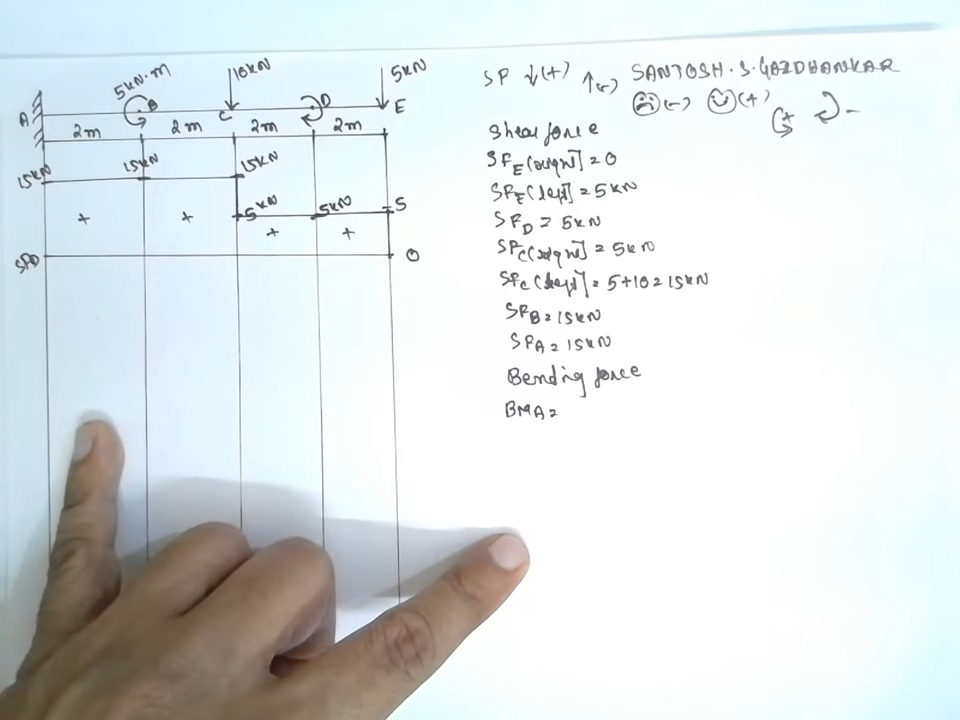 SF ↓(+) ↑(-) SANTOSH.S.GAIDHANKAR
(-) (+) + -
5kN.m 10kN 5kN
A B C D E
2m 2m 2m 2m
15kN 15kN 15kN
5kN 5kN 5
+ + + +
SFD 0
Shear force
SFE(right) = 0
SFE(left) = 5kN
SFD = 5kN
SFC(right) = 5kN
SFC(left) = 5+10 = 15kN
SFB = 15kN
SFA = 15kN
Bending force
BMA =